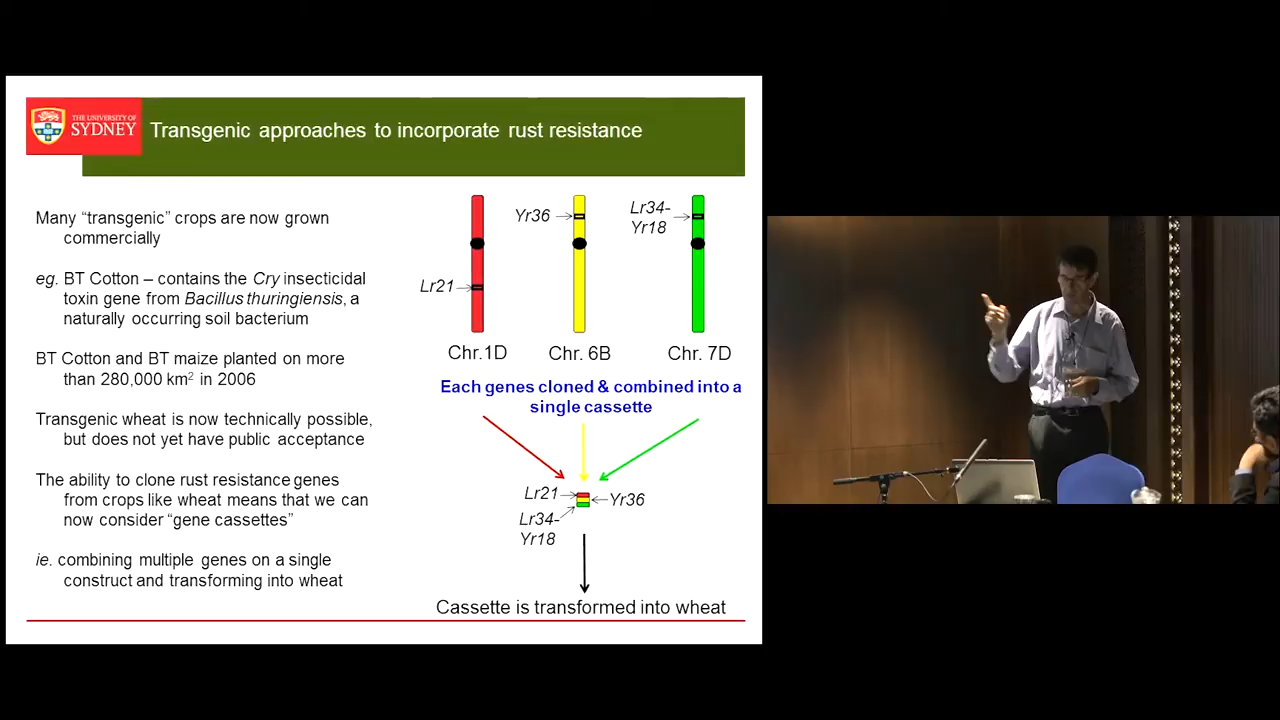 THE UNIVERSITY OF
SYDNEY
Transgenic approaches to incorporate rust resistance
Many “transgenic” crops are now grown
commercially
eg. BT Cotton – contains the Cry insecticidal
toxin gene from Bacillus thuringiensis, a
naturally occurring soil bacterium
BT Cotton and BT maize planted on more
than 280,000 km² in 2006
Transgenic wheat is now technically possible,
but does not yet have public acceptance
The ability to clone rust resistance genes
from crops like wheat means that we can
now consider “gene cassettes”
ie. combining multiple genes on a single
construct and transforming into wheat
Yr36
Lr34-
Yr18
Lr21
Chr.1D
Chr. 6B
Chr. 7D
Each genes cloned & combined into a
single cassette
Lr21
Yr36
Lr34-
Yr18
Cassette is transformed into wheat